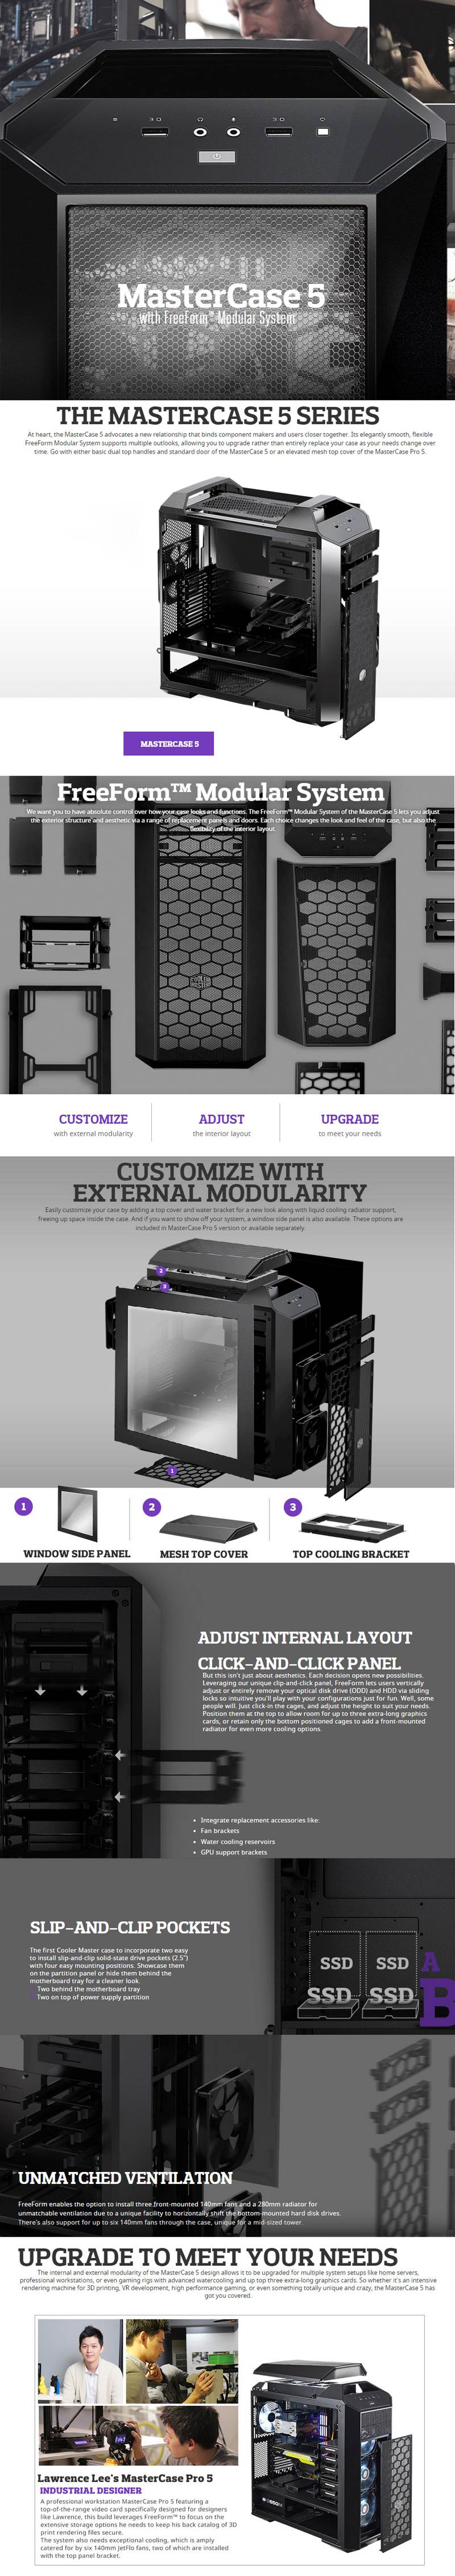 MasterCase 5
with FreeForm™ Modular System
THE MASTERCASE 5 SERIES
At heart, the MasterCase 5 advocates a new relationship that binds component makers and users closer together. Its elegantly smooth, flexible
FreeForm Modular System supports multiple outlooks, allowing you to upgrade rather than entirely replace your case as your needs change over
time. Go with either basic dual top handles and standard door of the MasterCase 5 or an elevated mesh top cover of the MasterCase Pro 5.
MASTERCASE 5
FreeForm™ Modular System
We want you to have absolute control over how your case looks and functions. The FreeForm™ Modular System of the MasterCase 5 lets you adjust
the exterior structure and aesthetic via a range of replacement panels and doors. Each choice changes the look and feel of the case, but also the
flexibility of the interior layout.
CUSTOMIZE
with external modularity
ADJUST
the interior layout
UPGRADE
to meet your needs
CUSTOMIZE WITH
EXTERNAL MODULARITY
Easily customize your case by adding a top cover and water bracket for a new look along with liquid cooling radiator support,
freeing up space inside the case. And if you want to show off your system, a window side panel is also available. These options are
included in MasterCase Pro 5 version or available separately.
2
3
1
1
WINDOW SIDE PANEL
2
MESH TOP COVER
3
TOP COOLING BRACKET
ADJUST INTERNAL LAYOUT
CLICK-AND-CLICK PANEL
But this isn't just about aesthetics. Each decision opens new possibilities.
Leveraging our unique clip-and-click panel, FreeForm lets users vertically
adjust or entirely remove your optical disk drive (ODD) and HDD via sliding
locks so intuitive you'll play with your configurations just for fun. Well, some
people will. Just click-in the cages, and adjust the height to suit your needs.
Position them at the top to allow room for up to three extra-long graphics
cards, or retain only the bottom positioned cages to add a front-mounted
radiator for even more cooling options.
• Integrate replacement accessories like:
• Fan brackets
• Water cooling reservoirs
• GPU support brackets
SLIP-AND-CLIP POCKETS
The first Cooler Master case to incorporate two easy
to install slip-and-clip solid-state drive pockets (2.5")
with four easy mounting positions. Showcase them
on the partition panel or hide them behind the
motherboard tray for a cleaner look.
Two behind the motherboard tray
Two on top of power supply partition
SSD SSD
SSD SSD
A
B
UNMATCHED VENTILATION
FreeForm enables the option to install three front-mounted 140mm fans and a 280mm radiator for
unmatchable ventilation due to a unique facility to horizontally shift the bottom-mounted hard disk drives.
There's also support for up to six 140mm fans through the case, unique for a mid-sized tower.
UPGRADE TO MEET YOUR NEEDS
The internal and external modularity of the MasterCase 5 design allows it to be upgraded for multiple system setups like home servers,
professional workstations, or even gaming rigs with advanced watercooling and up top three extra-long graphics cards. So whether it's an intensive
rendering machine for 3D printing, VR development, high performance gaming, or even something totally unique and crazy, the MasterCase 5 has
got you covered.
Lawrence Lee's MasterCase Pro 5
INDUSTRIAL DESIGNER
A professional workstation MasterCase Pro 5 featuring a
top-of-the-range video card specifically designed for designers
like Lawrence, this build leverages FreeForm™ to focus on the
extensive storage options he needs to keep his back catalog of 3D
print rendering files secure.
The system also needs exceptional cooling, which is amply
catered for by six 140mm JetFlo fans, two of which are installed
with the top panel bracket.